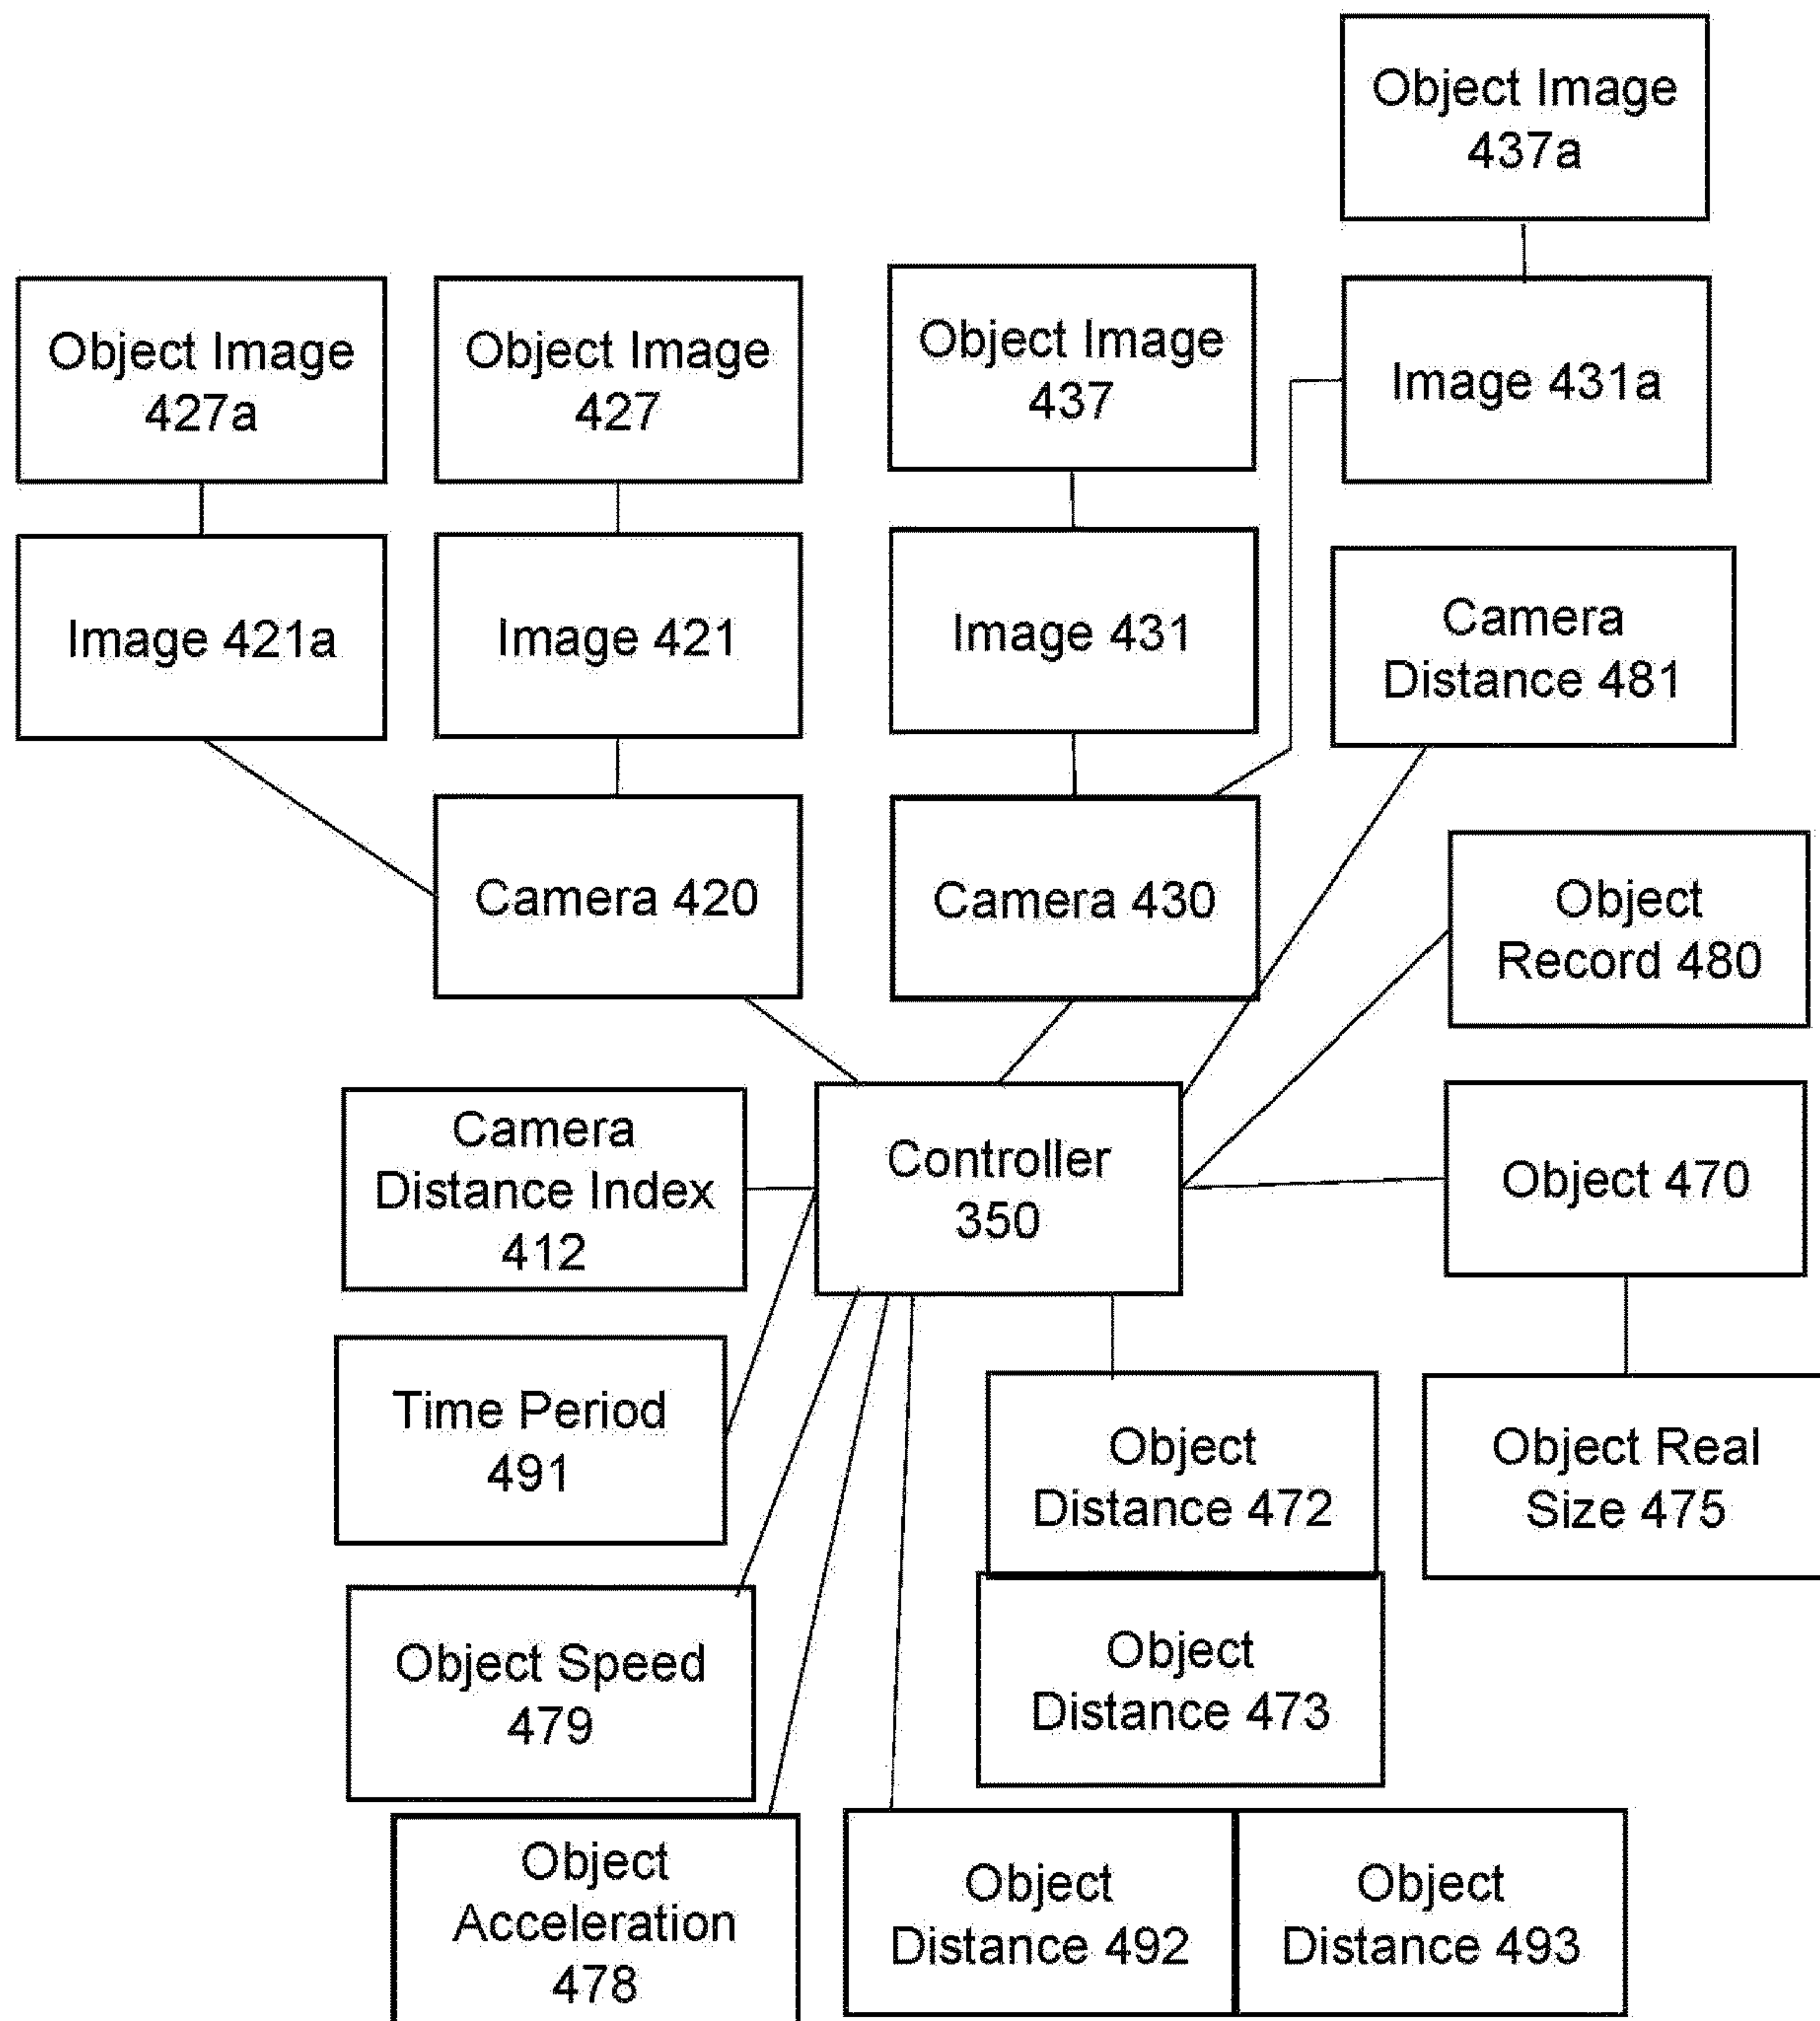 Object Image
437a
Object Image
427a
Object Image
427
Object Image
437
Image 431a
Image 421a
Image 421
Image 431
Camera
Distance 481
Camera 420
Camera 430
Object
Record 480
Camera
Distance Index
412
Controller
350
Object 470
Time Period
491
Object
Distance 472
Object Real
Size 475
Object Speed
479
Object
Distance 473
Object
Acceleration
478
Object
Distance 492
Object
Distance 493